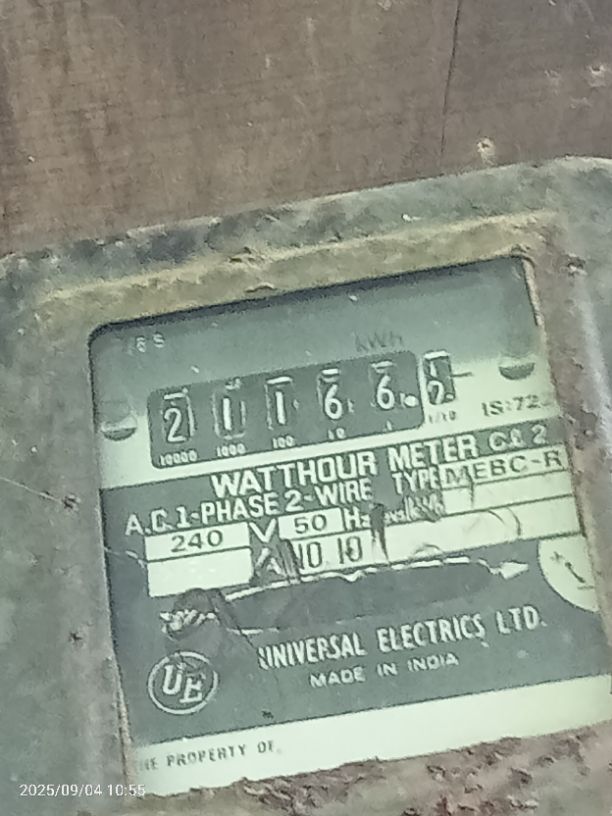 kWh
2 1 1 6 6 . 2
10000 1000 100 10 1 1/10
IS:72
WATTHOUR METER Cl 2
A.C. 1-PHASE 2-WIRE TYPE MEBC-R
240 V 50 Hz
A 10
UNIVERSAL ELECTRICS LTD.
UE
MADE IN INDIA
THE PROPERTY OF
2025/09/04 10:55